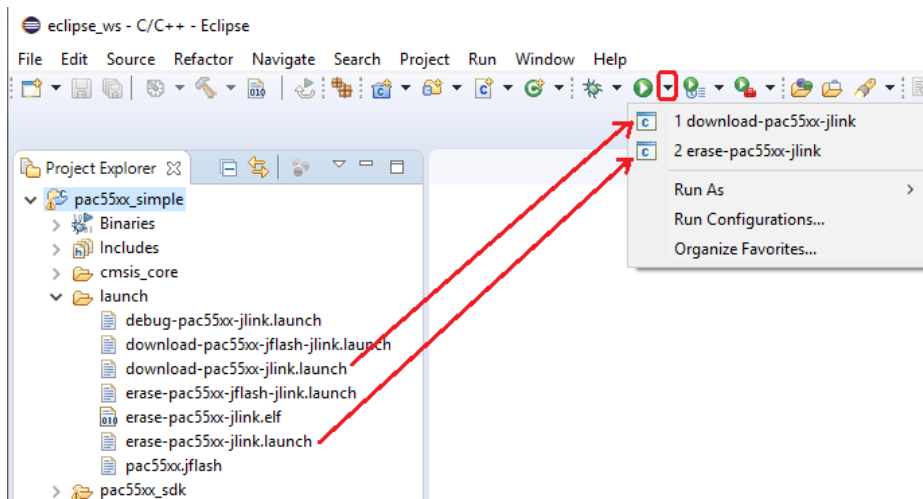 eclipse_ws - C/C++ - Eclipse
File Edit Source Refactor Navigate Search Project Run Window Help
010
1 download-pac55xx-jlink
2 erase-pac55xx-jlink
Run As
Run Configurations...
Organize Favorites...
Project Explorer
pac55xx_simple
Binaries
Includes
cmsis_core
launch
debug-pac55xx-jlink.launch
download-pac55xx-jflash-jlink.launch
download-pac55xx-jlink.launch
erase-pac55xx-jflash-jlink.launch
010 erase-pac55xx-jlink.elf
erase-pac55xx-jlink.launch
pac55xx.jflash
pac55xx_sdk